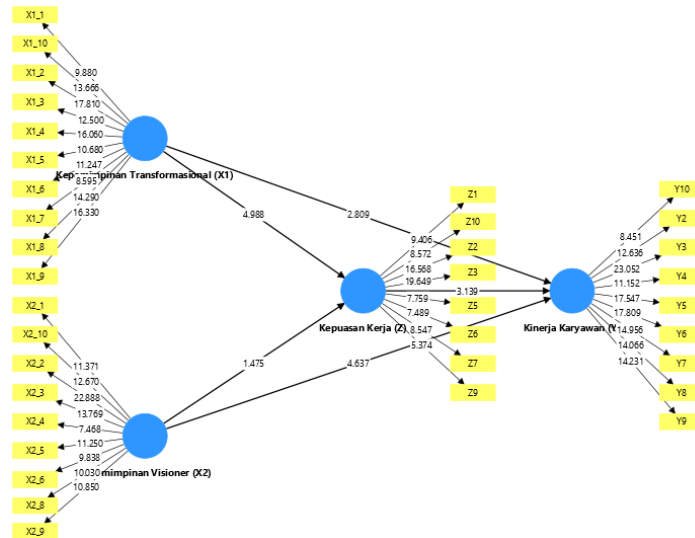 X1_1
X1_10
X1_2
X1_3
X1_4
X1_5
X1_6
X1_7
X1_8
X1_9
9.880
13.666
17.810
12.500
16.060
10.680
11.247
8.595
14.290
16.330
Kepemimpinan Transformasional (X1)
4.988
2.809
X2_1
X2_10
X2_2
X2_3
X2_4
X2_5
X2_6
X2_8
X2_9
11.371
12.670
22.888
13.769
7.468
11.250
9.838
10.030
10.850
mimpinan Visioner (X2)
1.475
4.637
Kepuasan Kerja (Z)
3.139
Z1
Z10
Z2
Z3
Z5
Z6
Z7
Z9
9.406
8.572
16.568
19.649
7.759
7.489
8.547
5.374
Kinerja Karyawan (Y
Y10
Y2
Y3
Y4
Y5
Y6
Y7
Y8
Y9
8.451
12.636
23.052
11.152
17.547
17.809
14.956
14.066
14.231